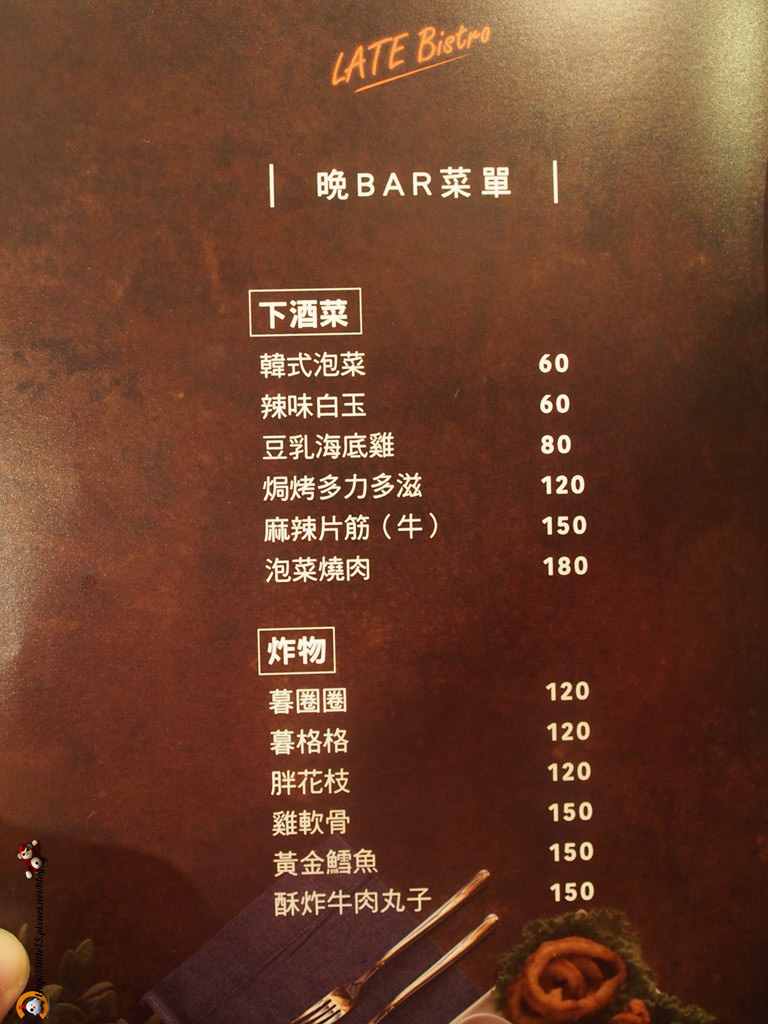 LATE Bistro
晚BAR菜單
下酒菜
韓式泡菜 60
辣味白玉 60
豆乳海底雞 80
焗烤多力多滋 120
麻辣片筋（牛） 150
泡菜燒肉 180
炸物
暮圈圈 120
暮格格 120
胖花枝 120
雞軟骨 150
黃金鱈魚 150
酥炸牛肉丸子 150